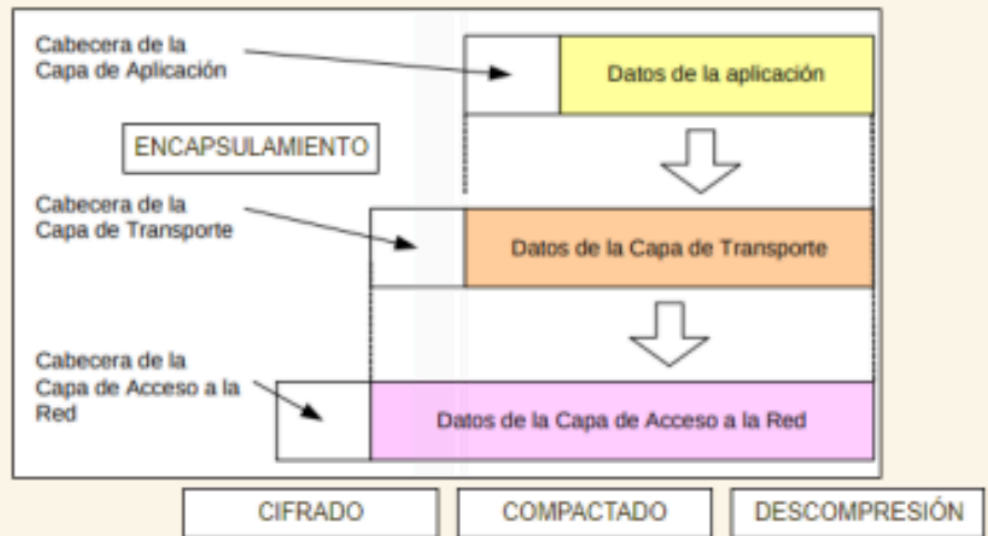 Cabecera de la
Capa de Aplicación
Datos de la aplicación
ENCAPSULAMIENTO
Cabecera de la
Capa de Transporte
Datos de la Capa de Transporte
Cabecera de la
Capa de Acceso a la
Red
Datos de la Capa de Acceso a la Red
CIFRADO
COMPACTADO
DESCOMPRESIÓN